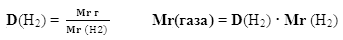 D(H₂) = Mr г / Mr (H2)    Mr(газа) = D(H₂) · Mr (H₂)